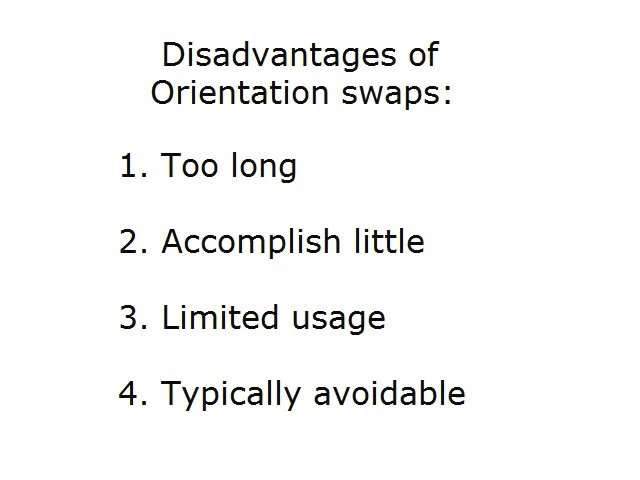 Disadvantages of
Orientation swaps:
1. Too long
2. Accomplish little
3. Limited usage
4. Typically avoidable